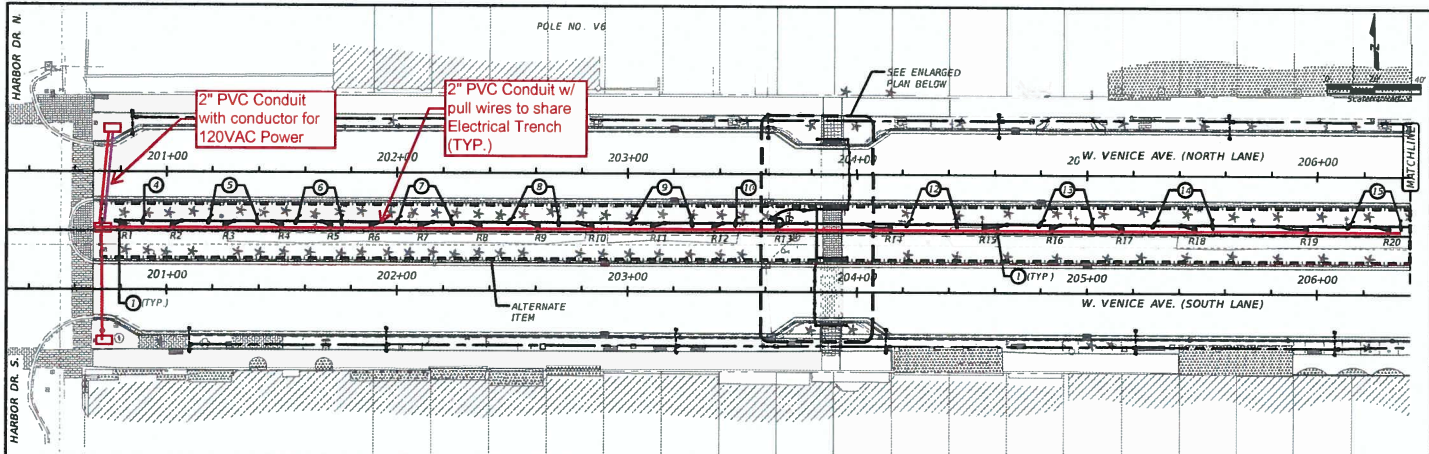 HARBOR DR. N.
POLE NO. V6
N
SEE ENLARGED
PLAN BELOW
0 20' 40'
2" PVC Conduit
with conductor for
120VAC Power
2" PVC Conduit w/
pull wires to share
Electrical Trench
(TYP.)
201+00
202+00
203+00
204+00
20
W. VENICE AVE. (NORTH LANE)
206+00
MATCHLINE
4
5
6
7
8
9
10
12
13
14
15
R1
R2
R3
R4
R5
R6
R7
R8
R9
R10
R11
R12
R13
R14
R15
R16
R17
R18
R19
R20
201+00
202+00
203+00
204+00
205+00
206+00
1 (TYP.)
1 (TYP.)
ALTERNATE
ITEM
W. VENICE AVE. (SOUTH LANE)
HARBOR DR. S.